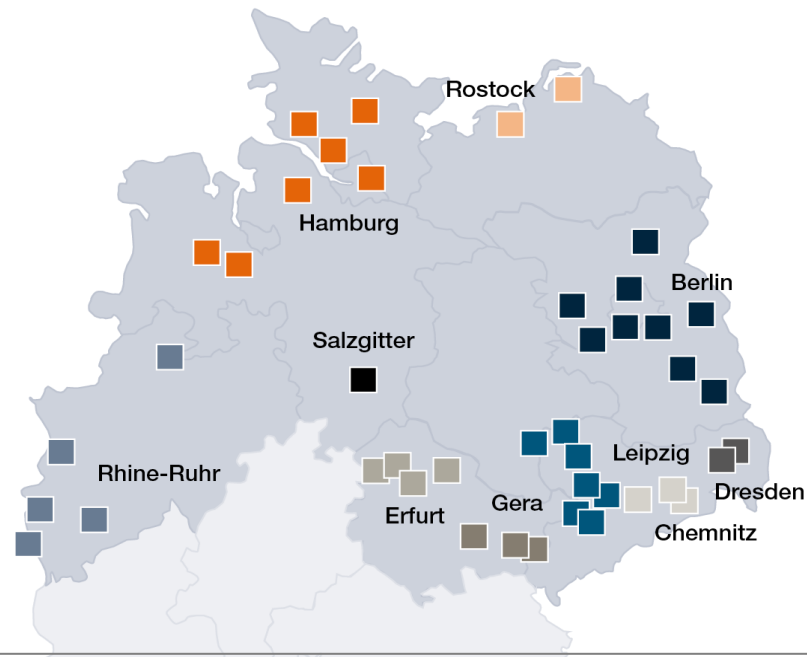 Rostock
Hamburg
Berlin
Salzgitter
Leipzig
Rhine-Ruhr
Dresden
Gera
Erfurt
Chemnitz